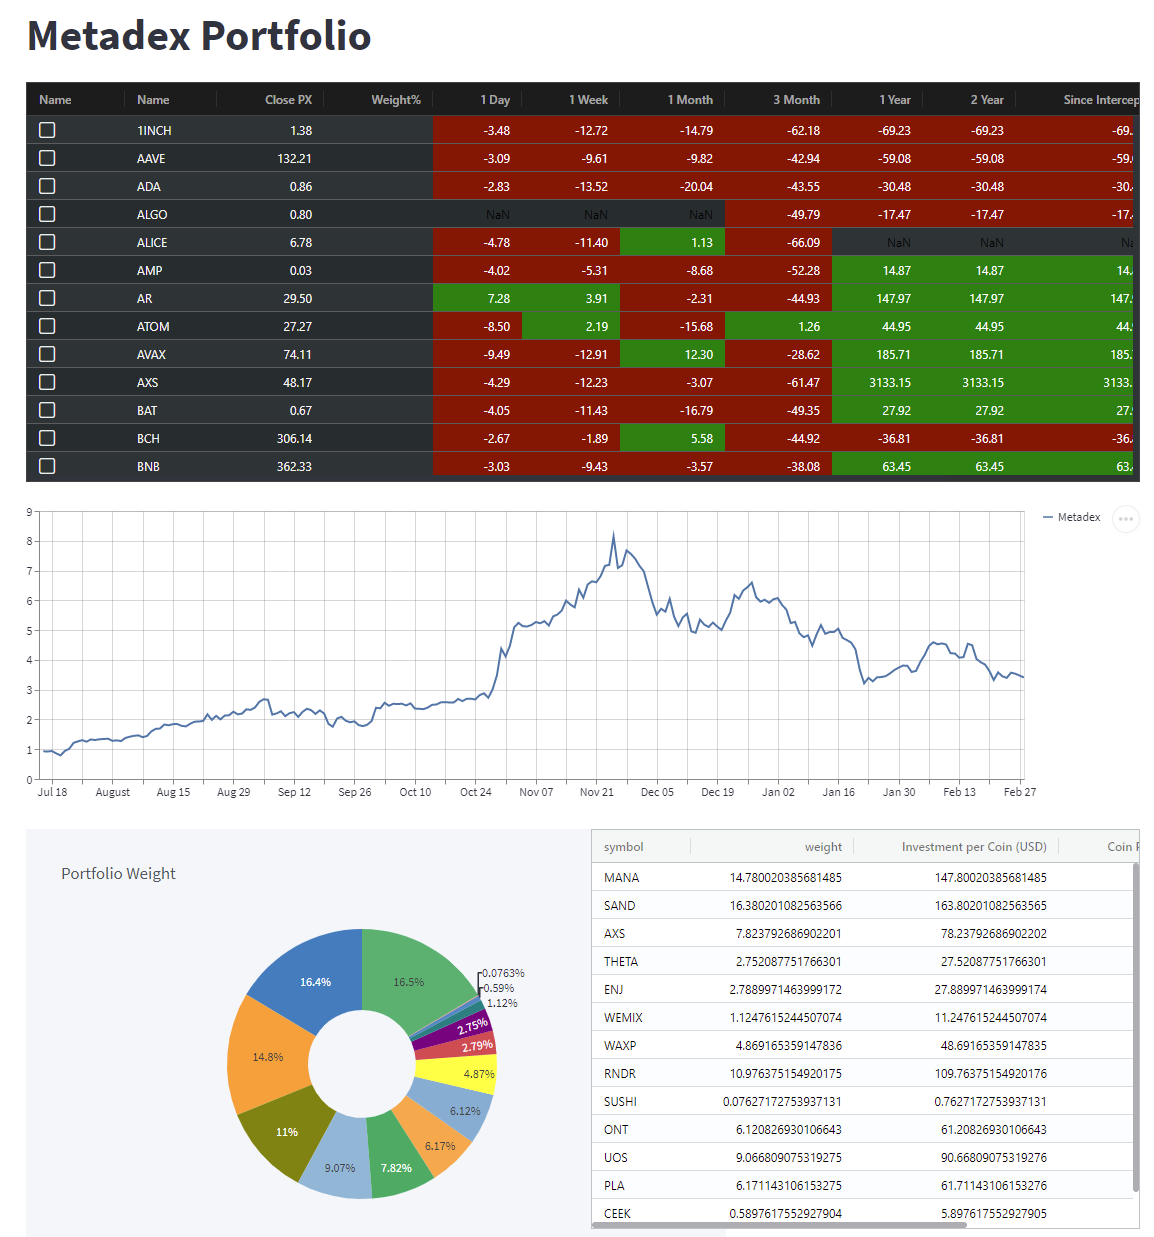 Metadex Portfolio
Name Name Close PX Weight% 1 Day 1 Week 1 Month 3 Month 1 Year 2 Year Since Intercep
1INCH 1.38 -3.48 -12.72 -14.79 -62.18 -69.23 -69.23 -69.
AAVE 132.21 -3.09 -9.61 -9.82 -42.94 -59.08 -59.08 -59.
ADA 0.86 -2.83 -13.52 -20.04 -43.55 -30.48 -30.48 -30.
ALGO 0.80 NaN NaN NaN -49.79 -17.47 -17.47 -17.
ALICE 6.78 -4.78 -11.40 1.13 -66.09 NaN NaN Na
AMP 0.03 -4.02 -5.31 -8.68 -52.28 14.87 14.87 14.
AR 29.50 7.28 3.91 -2.31 -44.93 147.97 147.97 147.
ATOM 27.27 -8.50 2.19 -15.68 1.26 44.95 44.95 44.
AVAX 74.11 -9.49 -12.91 12.30 -28.62 185.71 185.71 185.
AXS 48.17 -4.29 -12.23 -3.07 -61.47 3133.15 3133.15 3133.
BAT 0.67 -4.05 -11.43 -16.79 -49.35 27.92 27.92 27.
BCH 306.14 -2.67 -1.89 5.58 -44.92 -36.81 -36.81 -36.
BNB 362.33 -3.03 -9.43 -3.57 -38.08 63.45 63.45 63.
9
Metadex
8
7
6
5
4
3
2
1
0
Jul 18 August Aug 15 Aug 29 Sep 12 Sep 26 Oct 10 Oct 24 Nov 07 Nov 21 Dec 05 Dec 19 Jan 02 Jan 16 Jan 30 Feb 13 Feb 27
Portfolio Weight
16.4%
16.5%
0.0763%
0.59%
1.12%
2.75%
2.79%
4.87%
6.12%
6.17%
7.82%
9.07%
11%
14.8%
symbol weight Investment per Coin (USD) Coin P
MANA 14.780020385681485 147.80020385681485
SAND 16.380201082563566 163.80201082563565
AXS 7.823792686902201 78.23792686902202
THETA 2.752087751766301 27.52087751766301
ENJ 2.7889971463999172 27.889971463999174
WEMIX 1.1247615244507074 11.247615244507074
WAXP 4.869165359147836 48.69165359147835
RNDR 10.976375154920175 109.76375154920176
SUSHI 0.07627172753937131 0.7627172753937131
ONT 6.120826930106643 61.20826930106643
UOS 9.066809075319275 90.66809075319276
PLA 6.171143106153275 61.71143106153276
CEEK 0.5897617552927904 5.897617552927905